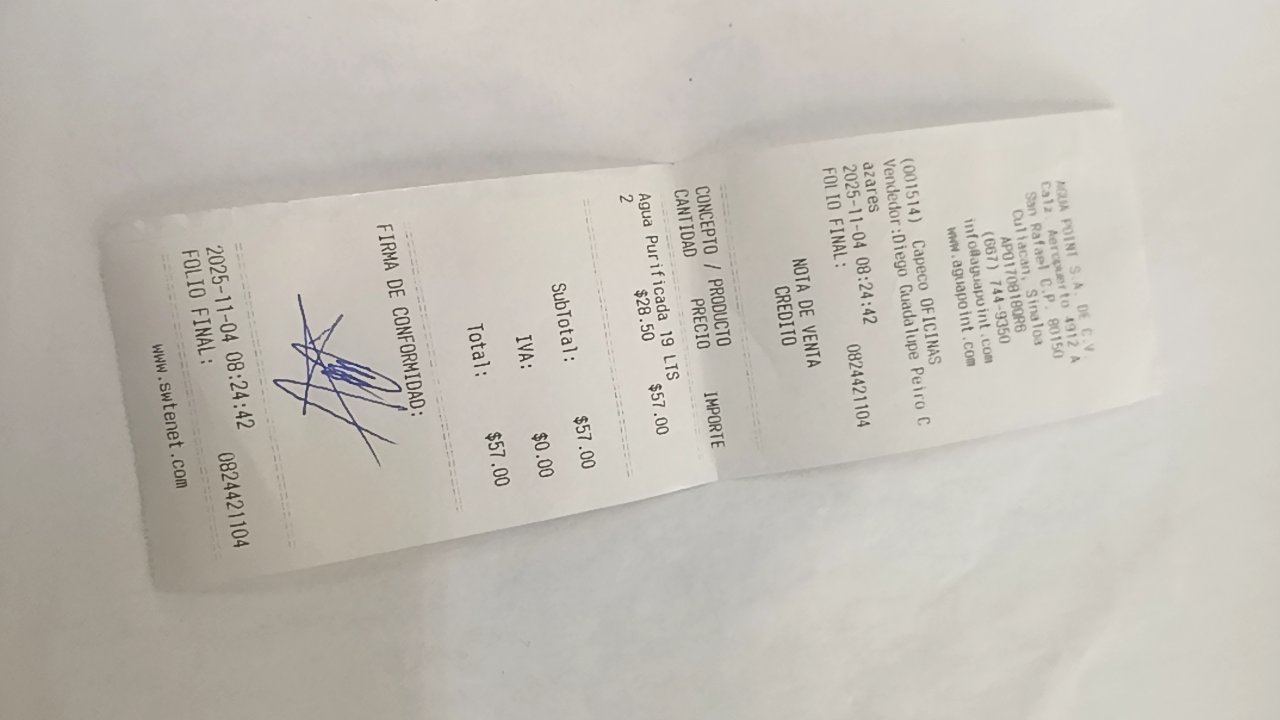 AGUA POINT S.A. DE C.V.
Calz. Aeropuerto 4912 A
San Rafael C.P. 80150
Culiacan, Sinaloa
(667) 744-9350
info@aguapoint.com
www.aguapoint.com
(001514) Capeco OFICINAS
Vendedor:Diego Guadalupe Peiro C
azares
2025-11-04 08:24:42 0824421104
FOLIO FINAL:
NOTA DE VENTA
CREDITO
CONCEPTO / PRODUCTO
CANTIDAD PRECIO IMPORTE
Agua Purificada 19 LTS
2 $28.50 $57.00
SubTotal: $57.00
IVA: $0.00
Total: $57.00
FIRMA DE CONFORMIDAD:
2025-11-04 08:24:42 0824421104
FOLIO FINAL:
www.swtenet.com